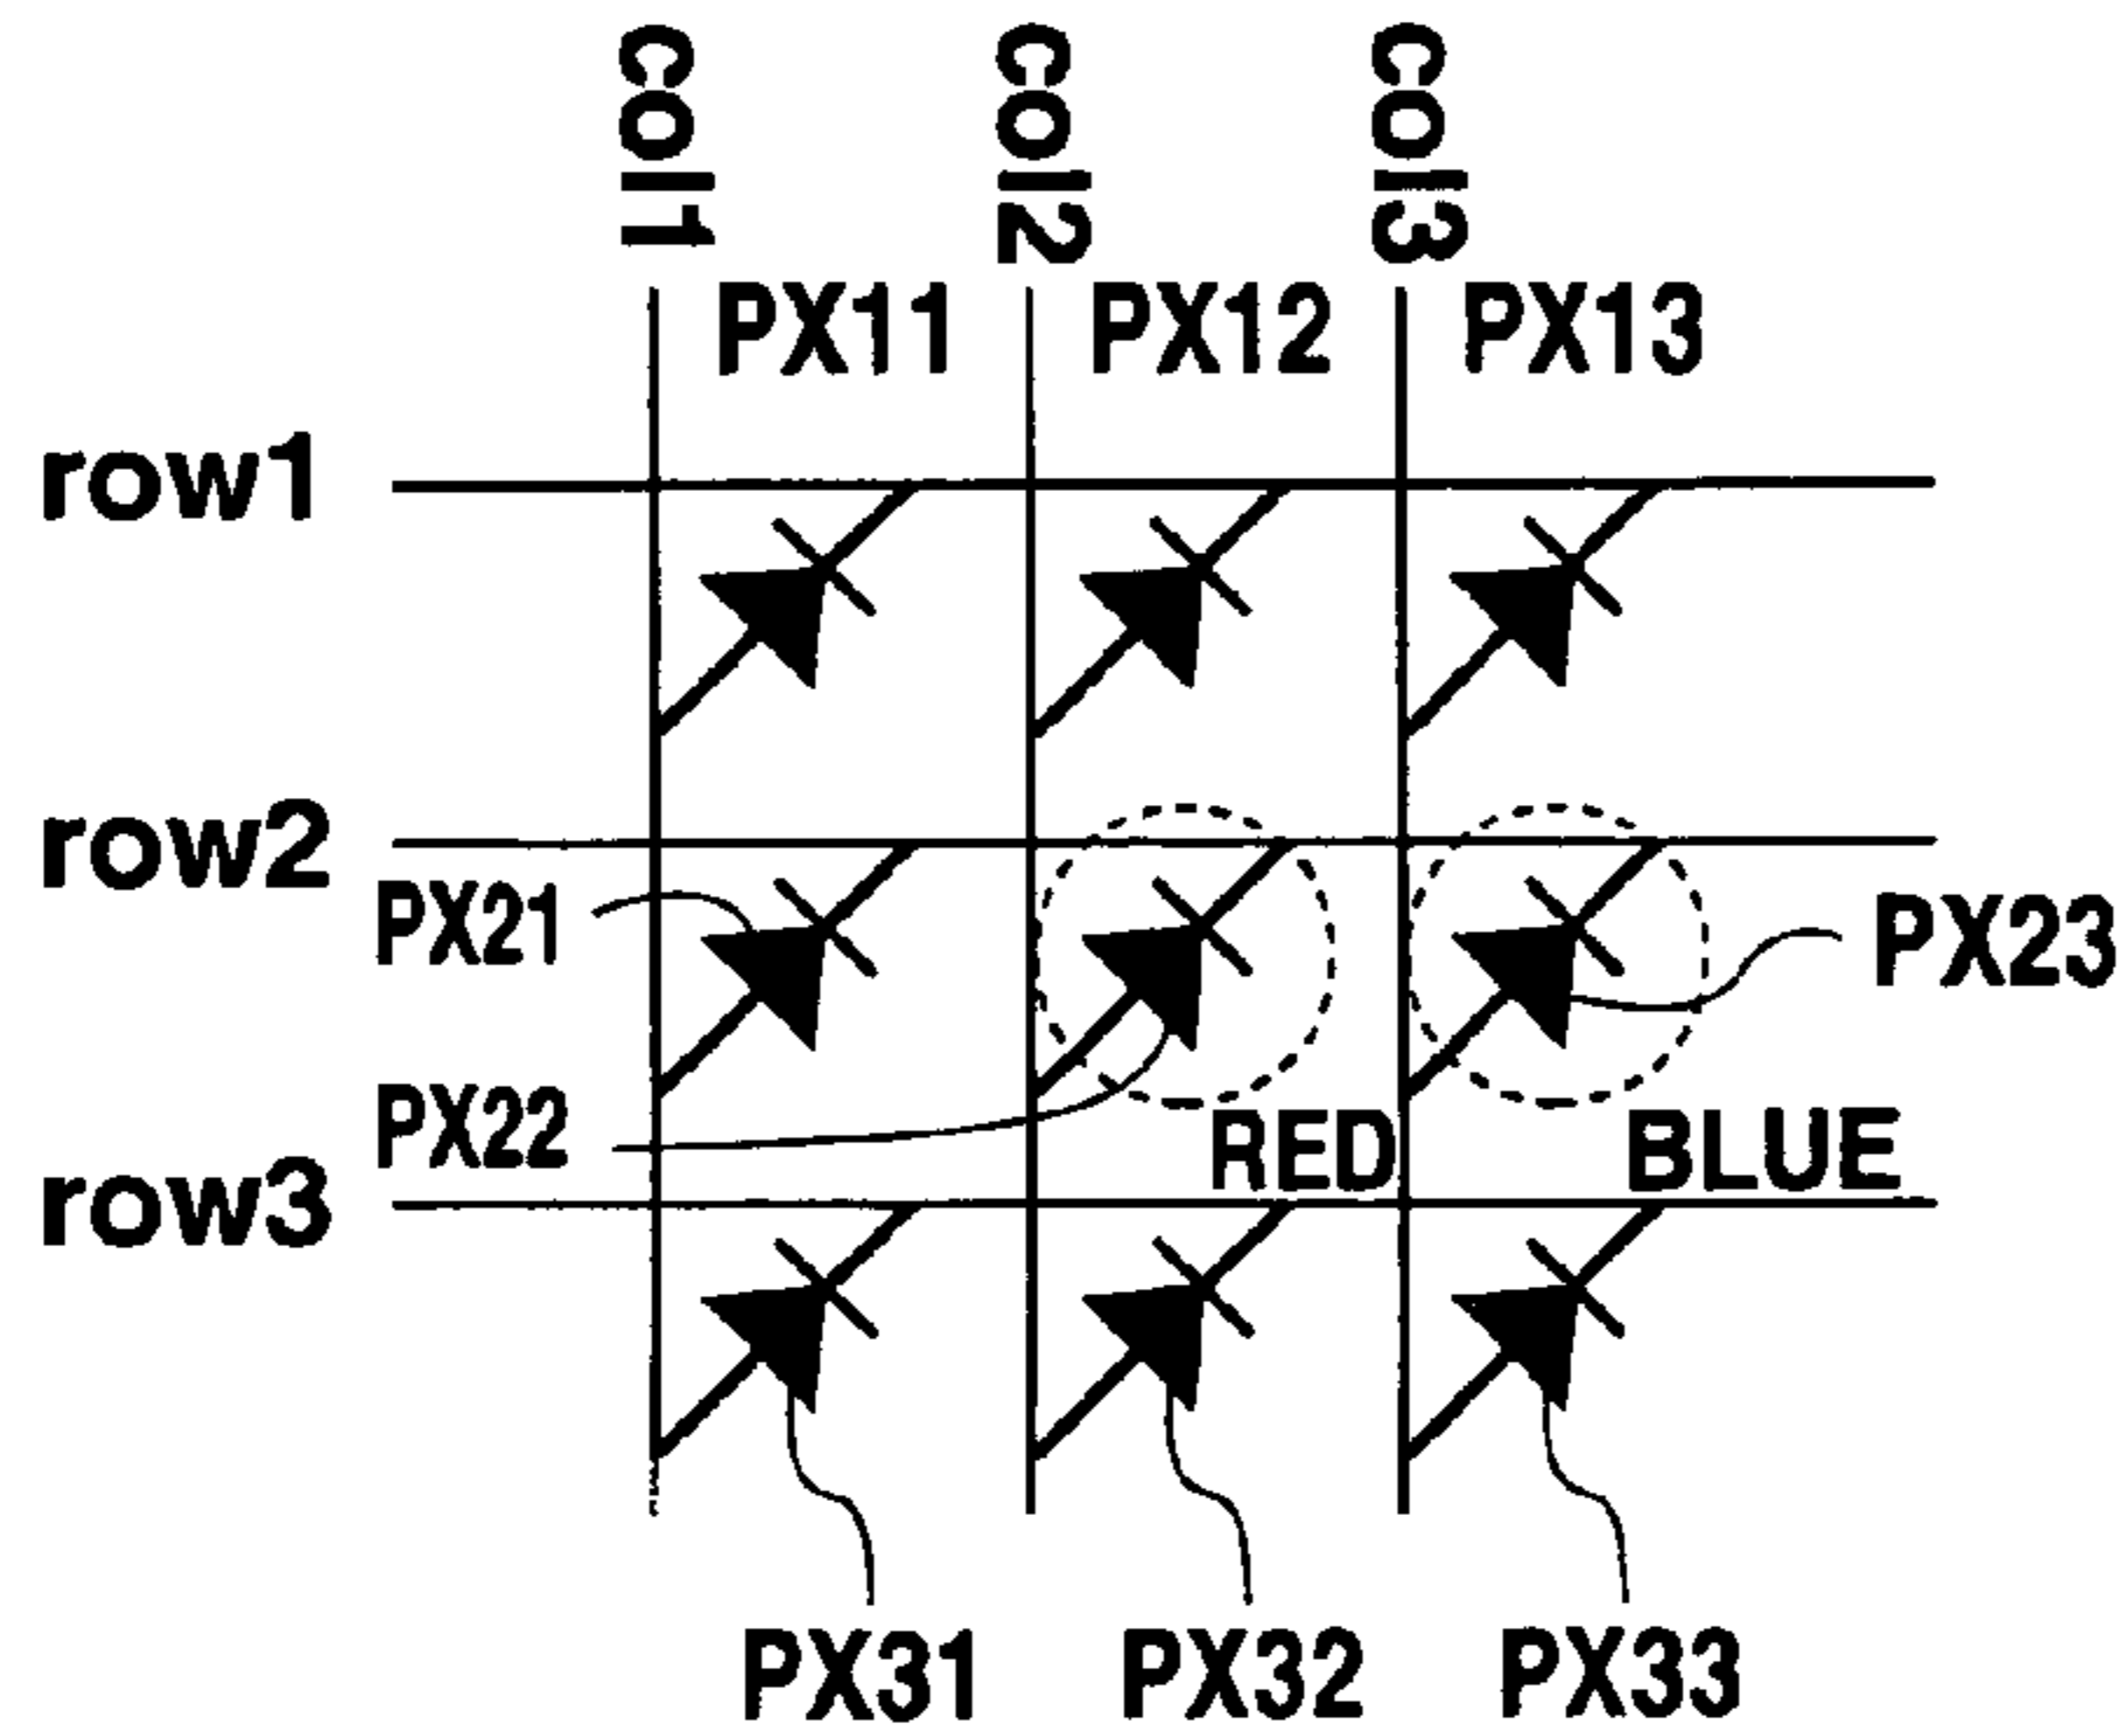 col1
col2
col3
PX11
PX12
PX13
row1
row2
PX21
PX23
PX22
RED
BLUE
row3
PX31
PX32
PX33